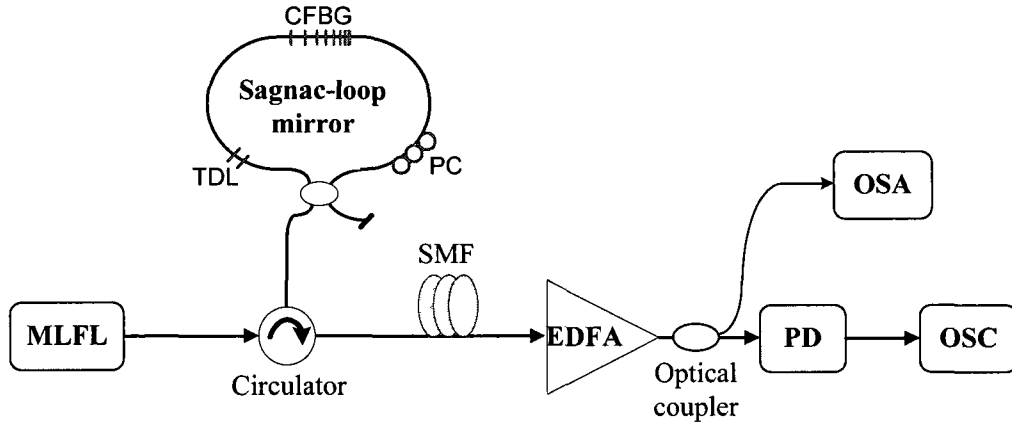 CFBG
Sagnac-loop
mirror
TDL
PC
OSA
SMF
MLFL
EDFA
PD
OSC
Circulator
Optical
coupler